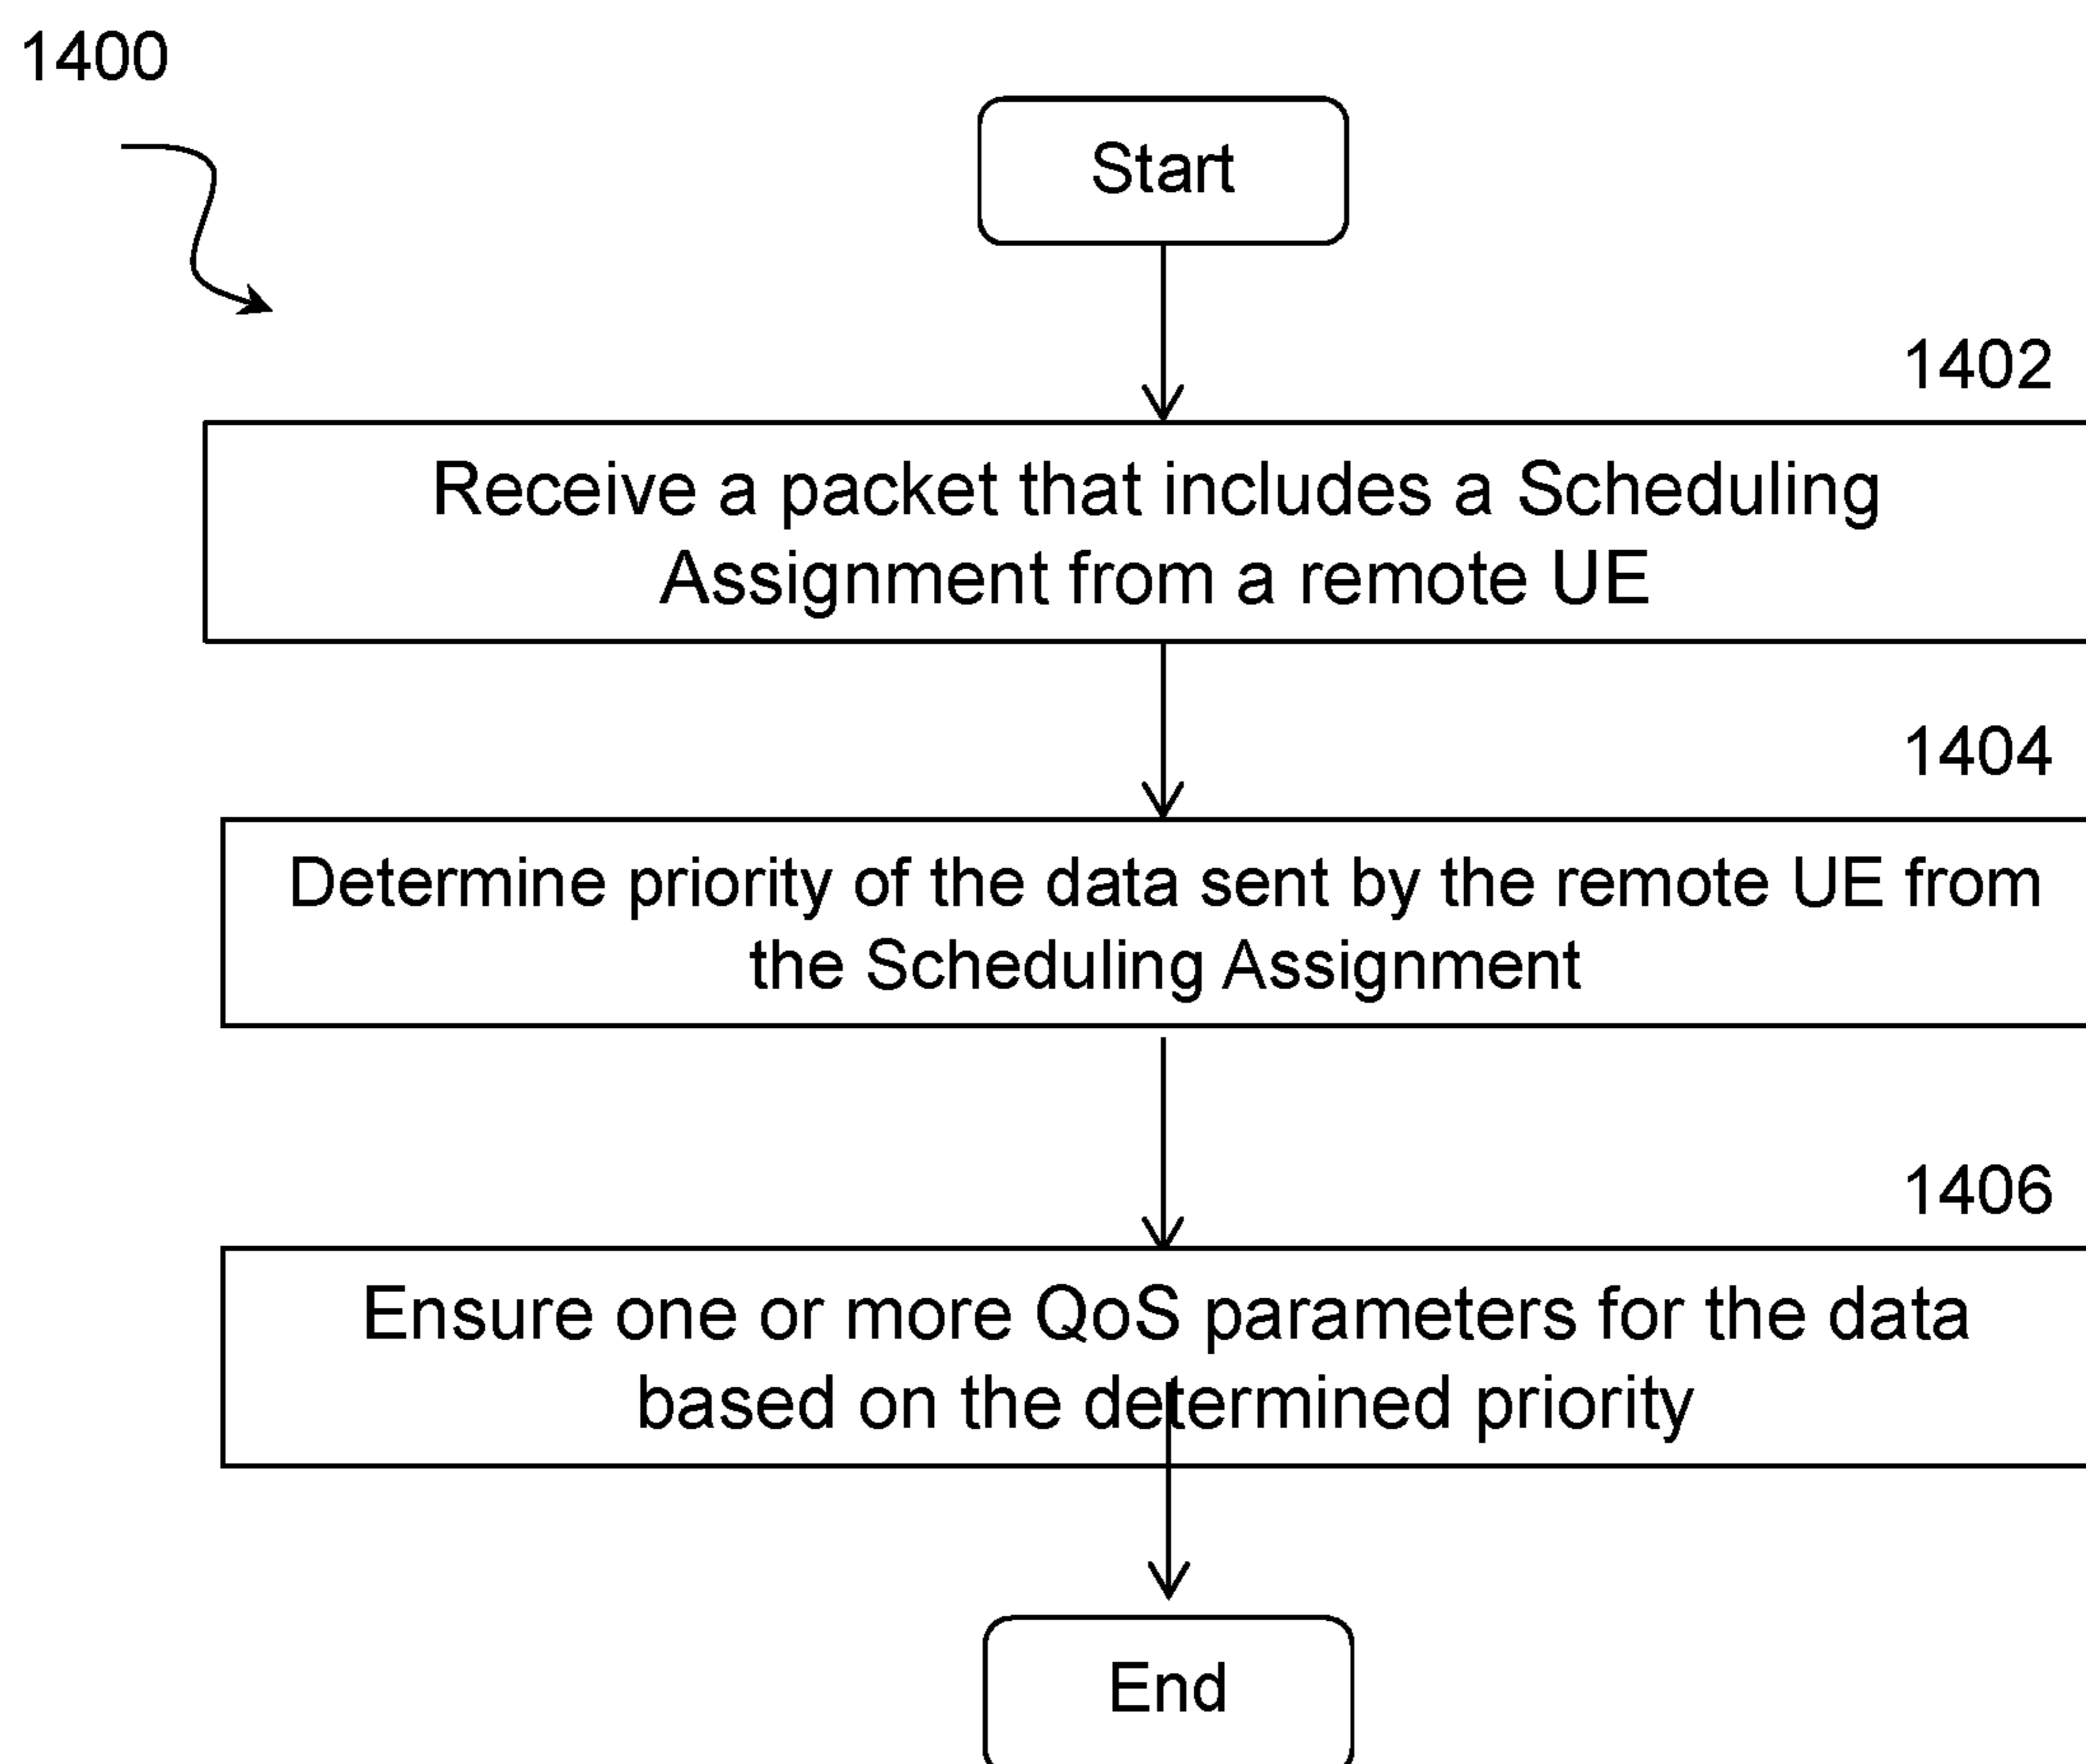 1400
Start
1402
Receive a packet that includes a Scheduling
Assignment from a remote UE
1404
Determine priority of the data sent by the remote UE from
the Scheduling Assignment
1406
Ensure one or more QoS parameters for the data
based on the determined priority
End